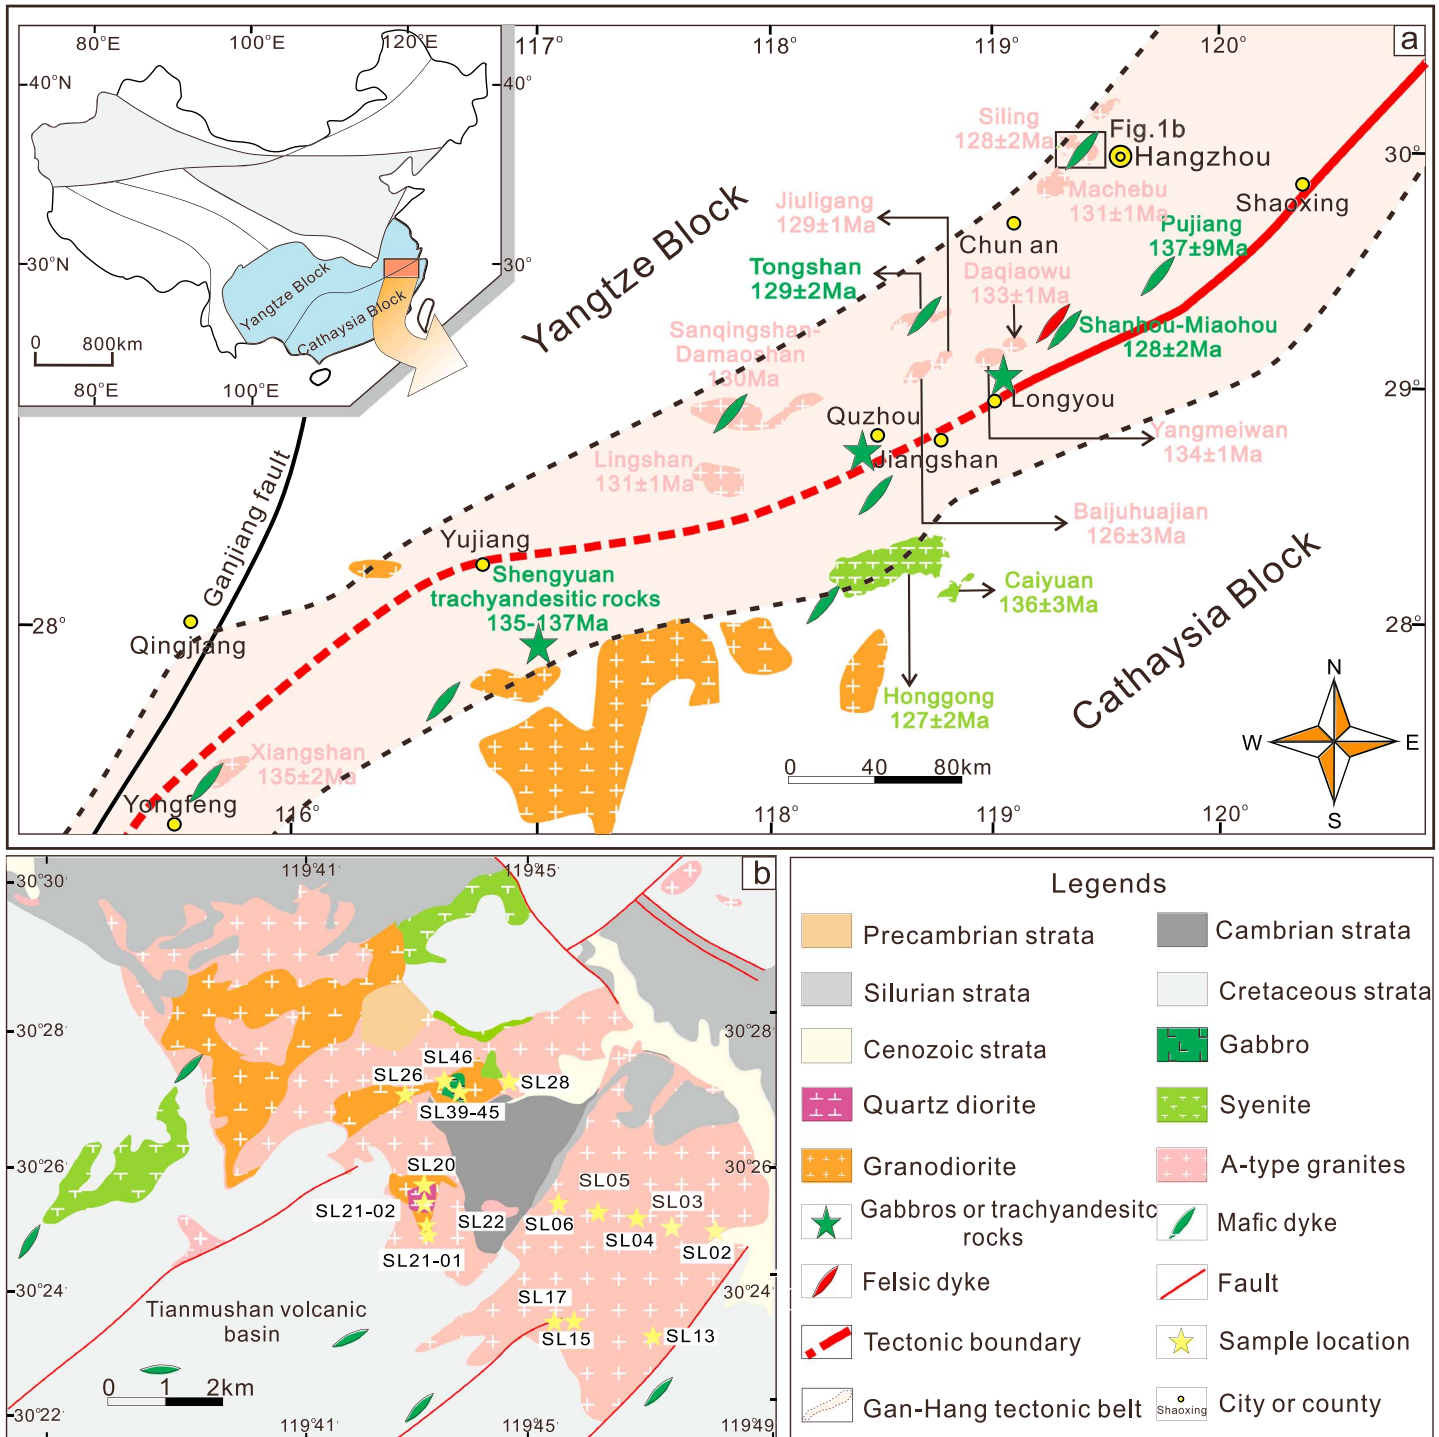 80°E
100°E
120°E
40°N
40°
30°N
30°
Yangtze Block
Cathaysia Block
0
800km
80°E
100°E
117°
118°
119°
120°
a
Siling
128±2Ma
Fig.1b
Hangzhou
30°
Machebu
131±1Ma
Shaoxing
Jiuligang
129±1Ma
Pujiang
137±9Ma
Chun an
Yangtze Block
Tongshan
129±2Ma
Daqiaowu
133±1Ma
Sanqingshan-
Damaoshan
130Ma
Shanhou-Miaohou
128±2Ma
29°
Longyou
Quzhou
Jiangshan
Yangmeiwan
134±1Ma
Lingshan
131±1Ma
Ganjiang fault
Baijuhuajian
126±3Ma
Yujiang
Shengyuan
trachyandesitic rocks
135-137Ma
Caiyuan
136±3Ma
Cathaysia Block
28°
28°
Qingjiang
Honggong
127±2Ma
N
W
E
S
Xiangshan
135±2Ma
0
40
80km
Yongfeng
116°
118°
119°
120°
b
30°30'
119°41'
119°45'
30°28'
30°28'
SL46
SL26
SL28
SL39-45
30°26'
30°26'
SL20
SL05
SL21-02
SL22
SL06
SL03
SL04
SL02
SL21-01
30°24'
30°24'
SL17
SL15
SL13
Tianmushan volcanic
basin
0
1
2km
30°22'
119°41'
119°45'
119°49'
Legends
Precambrian strata
Cambrian strata
Silurian strata
Cretaceous strata
Cenozoic strata
Gabbro
Quartz diorite
Syenite
Granodiorite
A-type granites
Gabbros or trachyandesitc
rocks
Mafic dyke
Felsic dyke
Fault
Tectonic boundary
Sample location
Gan-Hang tectonic belt
Shaoxing
City or county